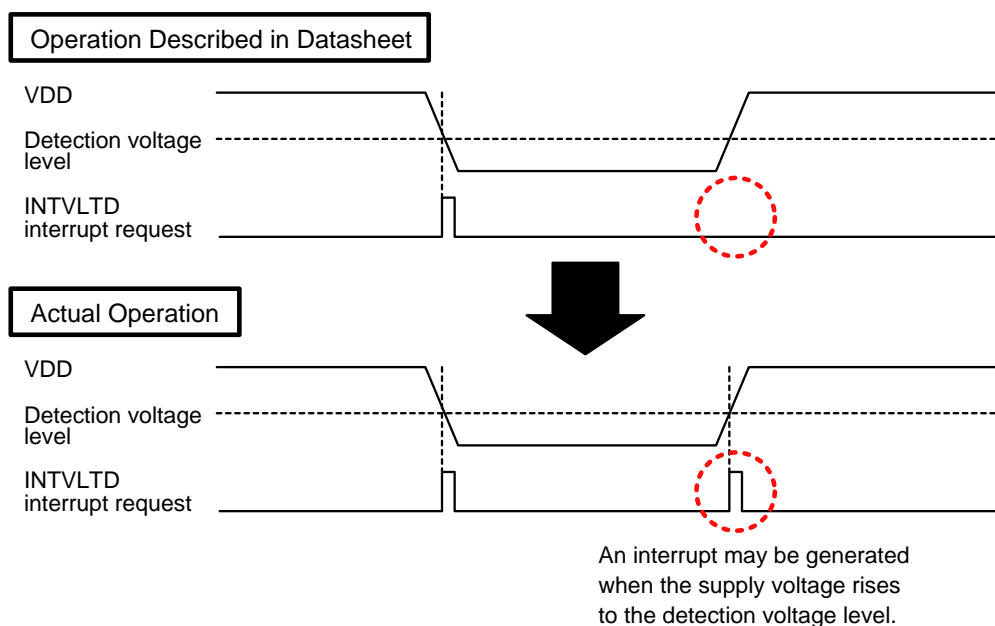 Operation Described in Datasheet
VDD
Detection voltage
level
INTVLTD
interrupt request
Actual Operation
VDD
Detection voltage
level
INTVLTD
interrupt request
An interrupt may be generated
when the supply voltage rises
to the detection voltage level.